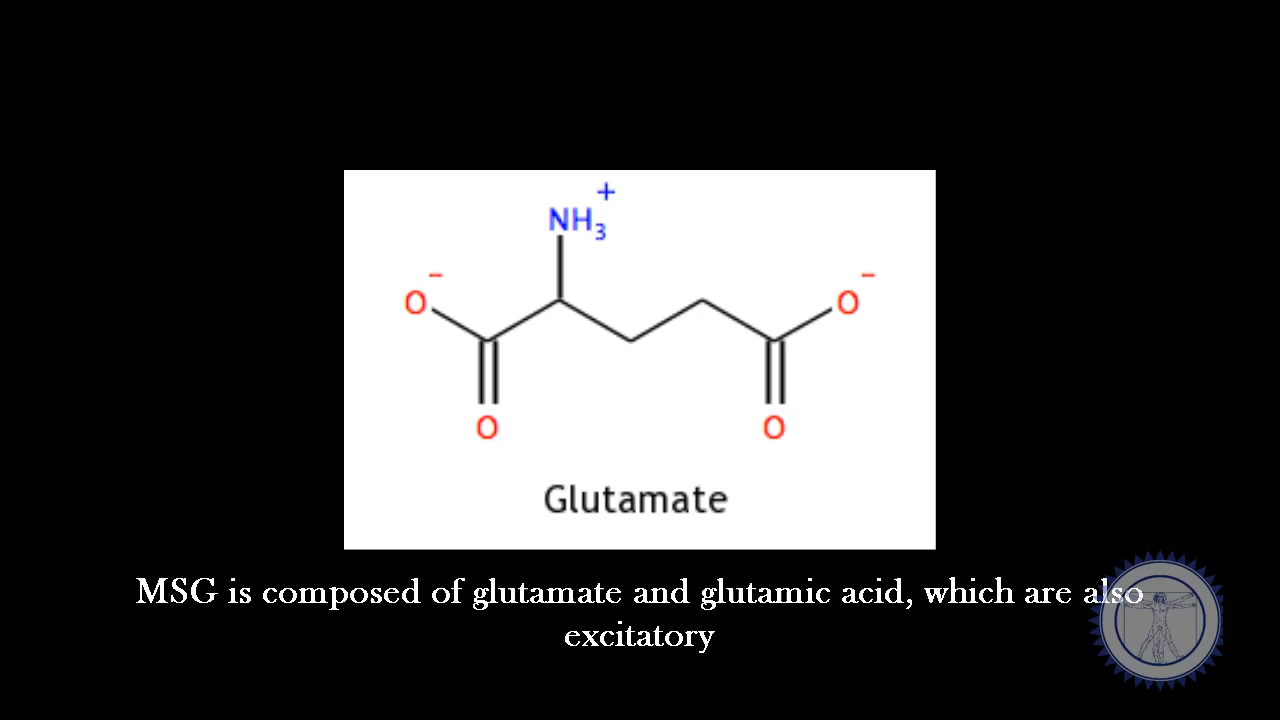 NH3+
O− O−
O O
Glutamate
MSG is composed of glutamate and glutamic acid, which are also
excitatory